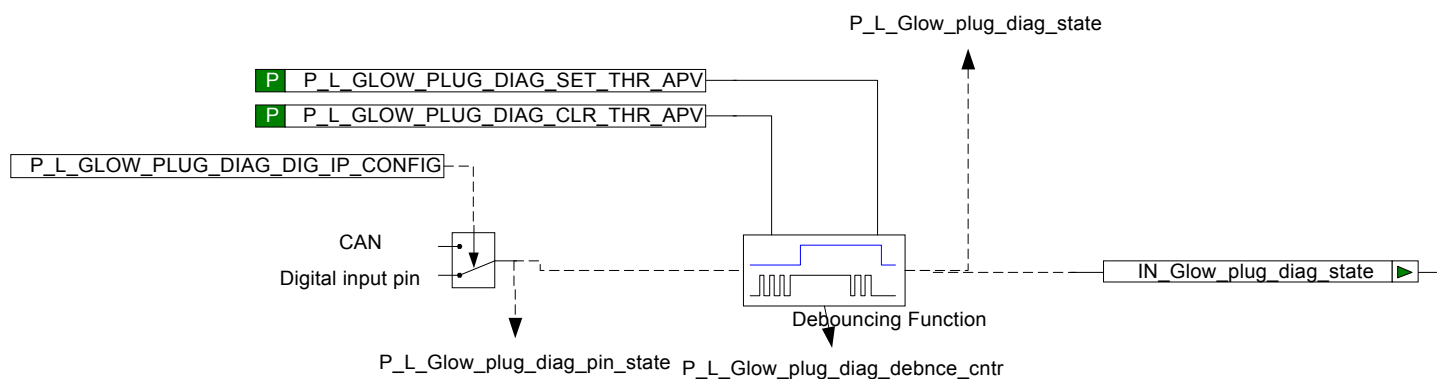 P_L_Glow_plug_diag_state
P P_L_GLOW_PLUG_DIAG_SET_THR_APV
P P_L_GLOW_PLUG_DIAG_CLR_THR_APV
P_L_GLOW_PLUG_DIAG_DIG_IP_CONFIG
CAN
Digital input pin
IN_Glow_plug_diag_state
Debouncing Function
P_L_Glow_plug_diag_pin_state
P_L_Glow_plug_diag_debnce_cntr